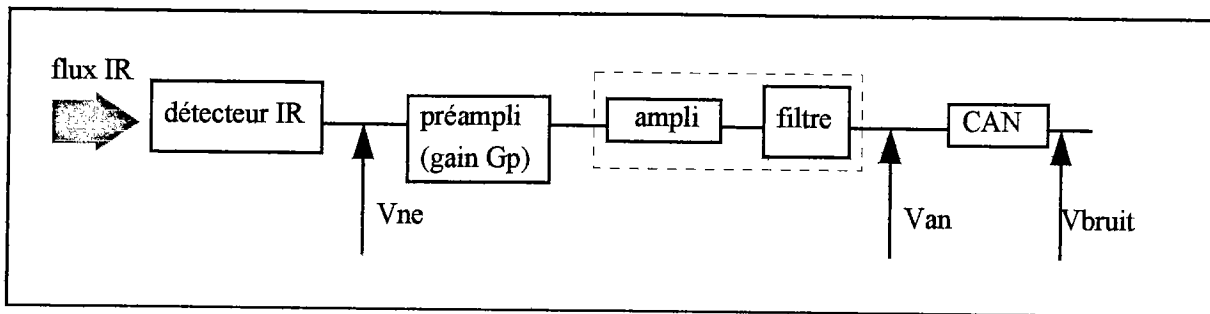 flux IR
détecteur IR
préampli
(gain Gp)
ampli
filtre
CAN
Vne
Van
Vbruit